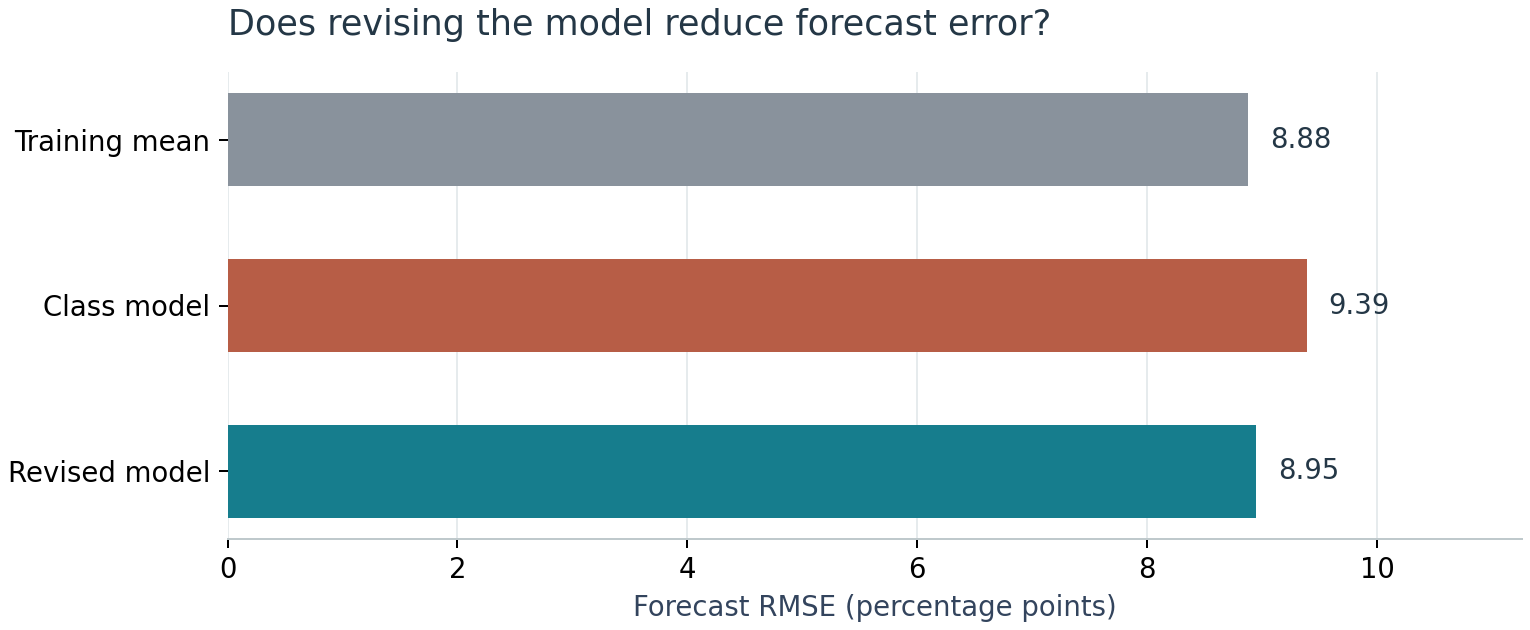 Does revising the model reduce forecast error?
Training mean
8.88
Class model
9.39
Revised model
8.95
0 2 4 6 8 10
Forecast RMSE (percentage points)